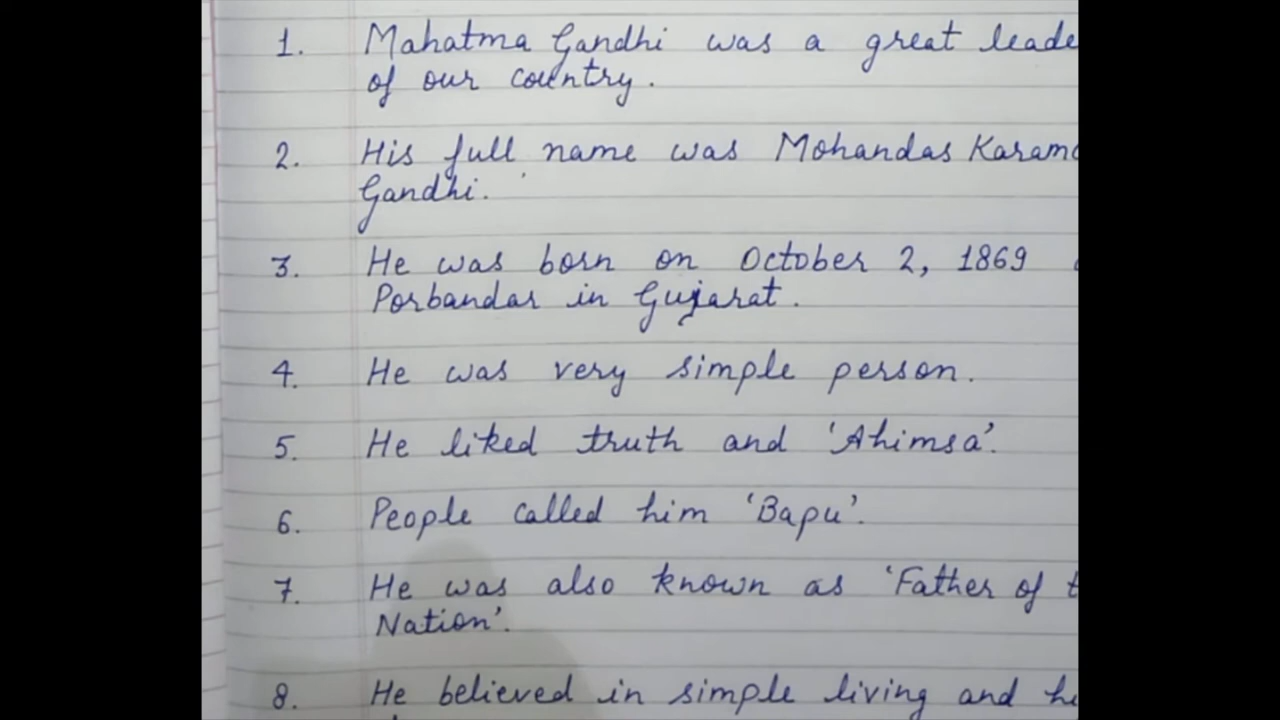 1. Mahatma Gandhi was a great leade
of our country.
2. His full name was Mohandas Karam
Gandhi.
3. He was born on October 2, 1869
Porbandar in Gujarat.
4. He was very simple person.
5. He liked truth and 'Ahimsa'.
6. People called him 'Bapu'.
7. He was also known as 'Father of t
Nation'.
8. He believed in simple living and hi